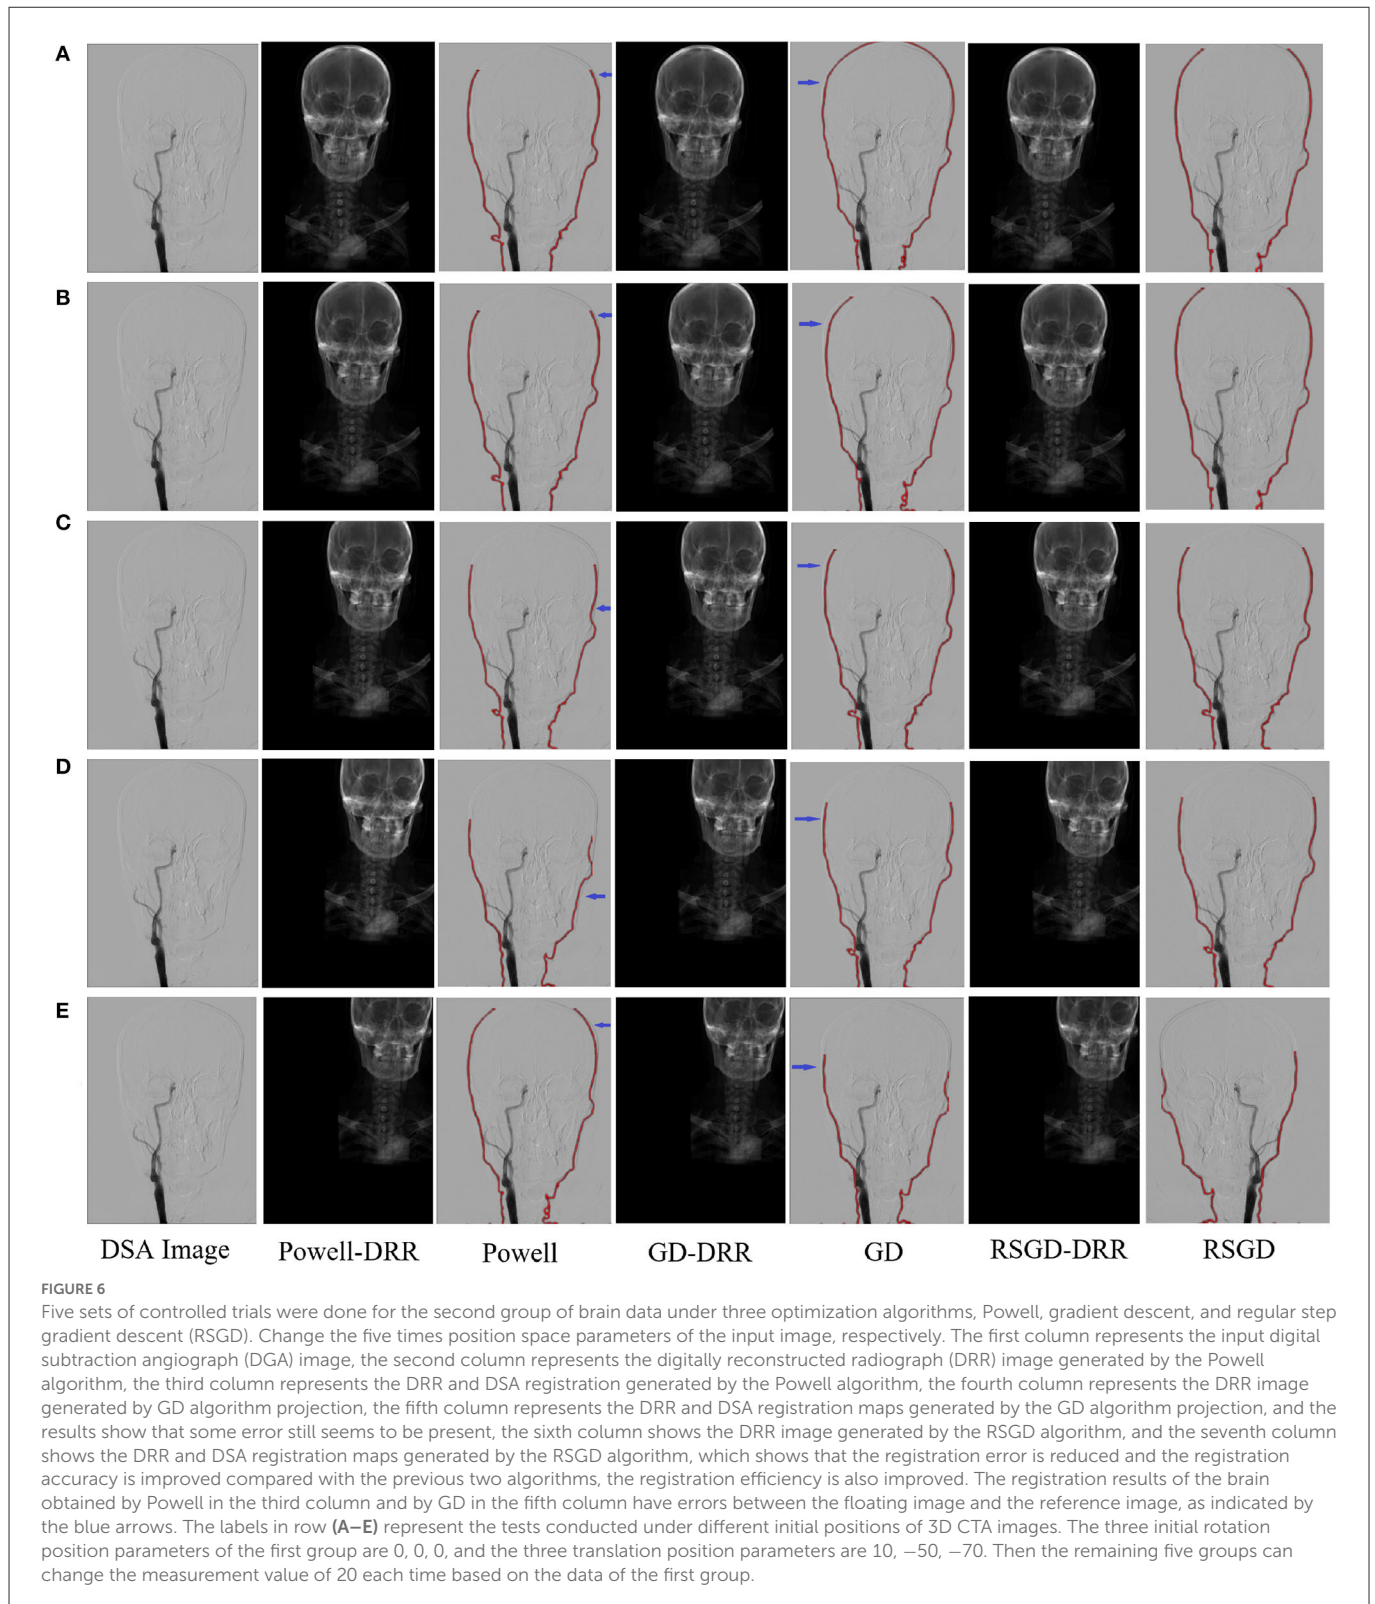 A
B
C
D
E
DSA Image Powell-DRR Powell GD-DRR GD RSGD-DRR RSGD
FIGURE 6
Five sets of controlled trials were done for the second group of brain data under three optimization algorithms, Powell, gradient descent, and regular step
gradient descent (RSGD). Change the five times position space parameters of the input image, respectively. The first column represents the input digital
subtraction angiograph (DGA) image, the second column represents the digitally reconstructed radiograph (DRR) image generated by the Powell
algorithm, the third column represents the DRR and DSA registration generated by the Powell algorithm, the fourth column represents the DRR image
generated by GD algorithm projection, the fifth column represents the DRR and DSA registration maps generated by the GD algorithm projection, and the
results show that some error still seems to be present, the sixth column shows the DRR image generated by the RSGD algorithm, and the seventh column
shows the DRR and DSA registration maps generated by the RSGD algorithm, which shows that the registration error is reduced and the registration
accuracy is improved compared with the previous two algorithms, the registration efficiency is also improved. The registration results of the brain
obtained by Powell in the third column and by GD in the fifth column have errors between the floating image and the reference image, as indicated by
the blue arrows. The labels in row (A–E) represent the tests conducted under different initial positions of 3D CTA images. The three initial rotation
position parameters of the first group are 0, 0, 0, and the three translation position parameters are 10, −50, −70. Then the remaining five groups can
change the measurement value of 20 each time based on the data of the first group.